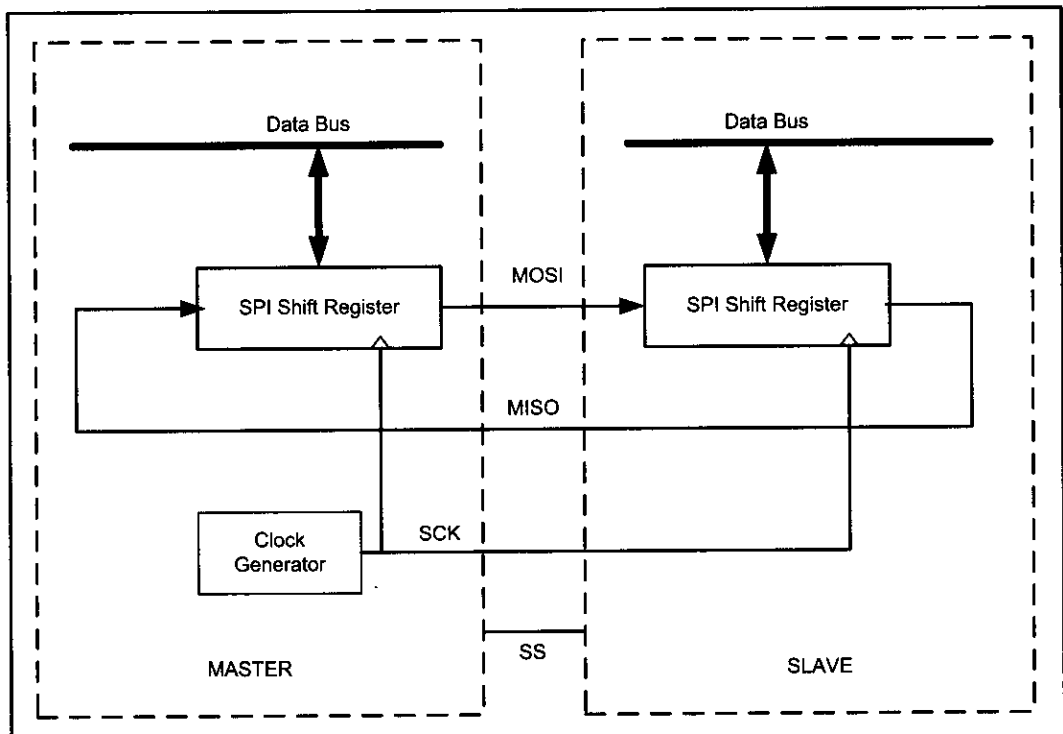 Data Bus
Data Bus
SPI Shift Register
MOSI
SPI Shift Register
MISO
Clock
Generator
SCK
SS
MASTER
SLAVE